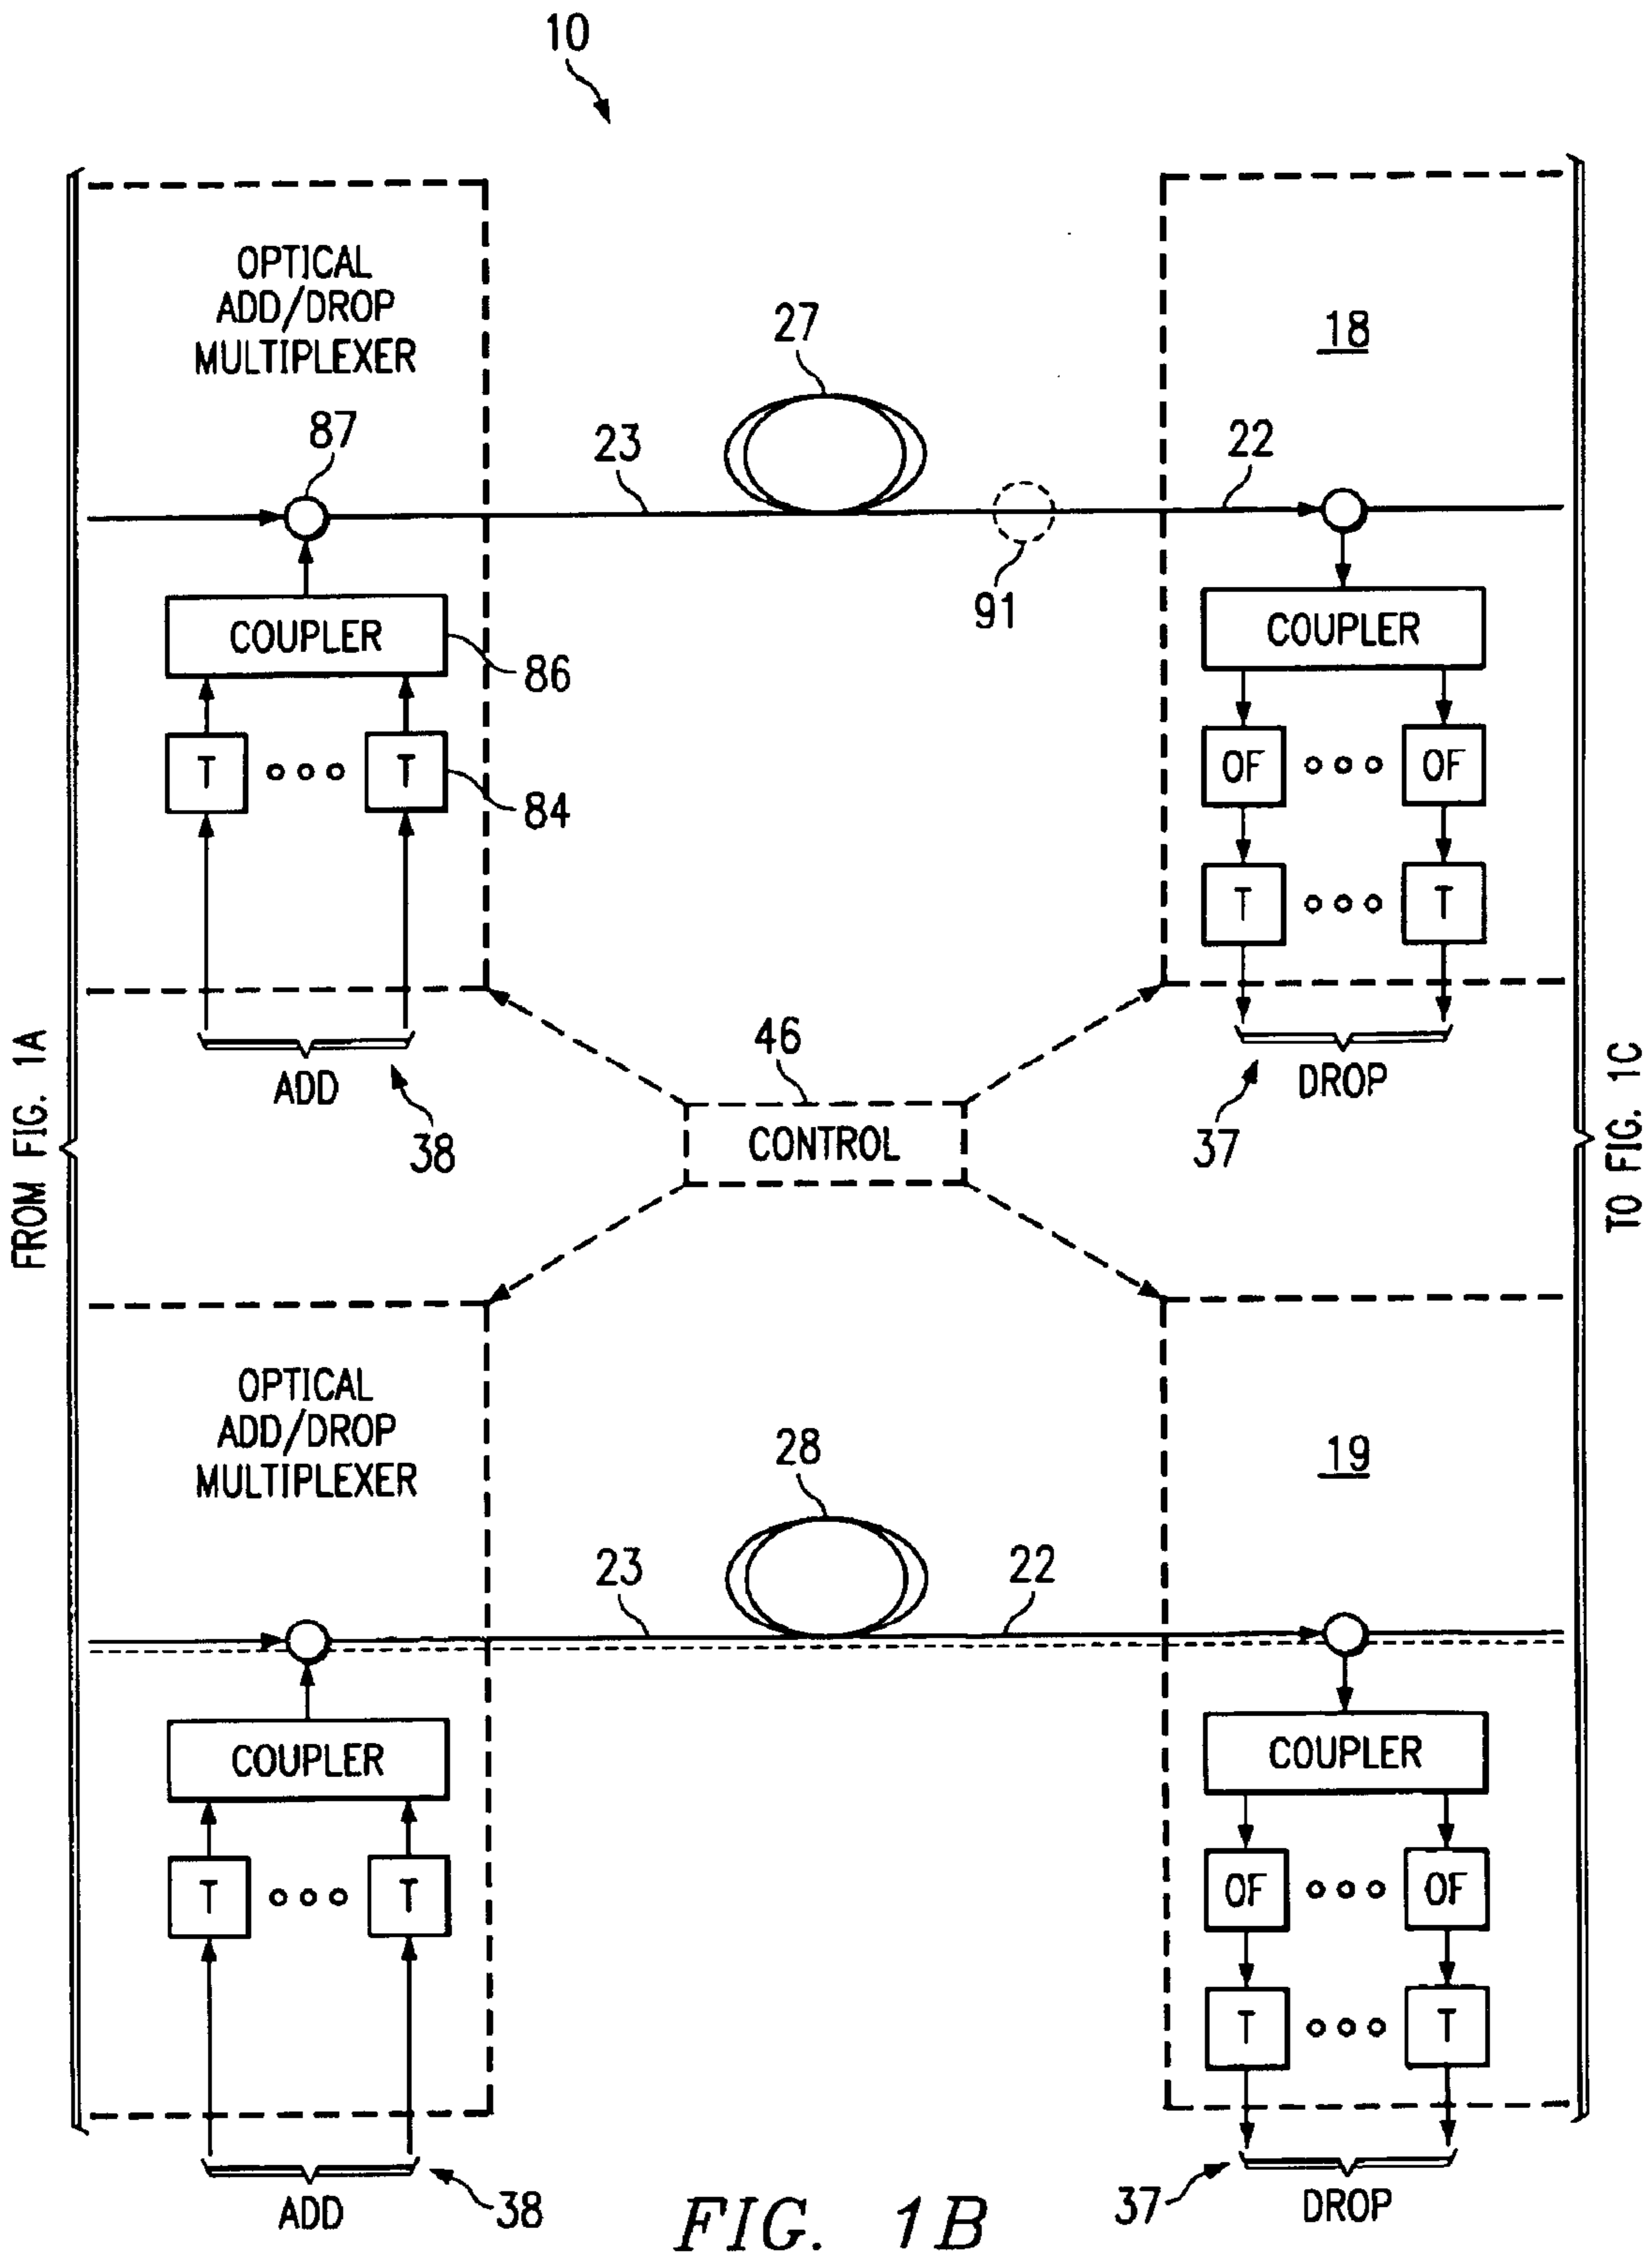 10
OPTICAL
ADD/DROP
MULTIPLEXER
27
18
87
23
22
91
COUPLER
COUPLER
86
T
T
OF
OF
84
T
T
FROM FIG. 1A
TO FIG. 1C
46
ADD
DROP
38
CONTROL
37
OPTICAL
ADD/DROP
MULTIPLEXER
28
19
23
22
COUPLER
COUPLER
T
T
OF
OF
T
T
ADD
38
37
DROP
FIG. 1B